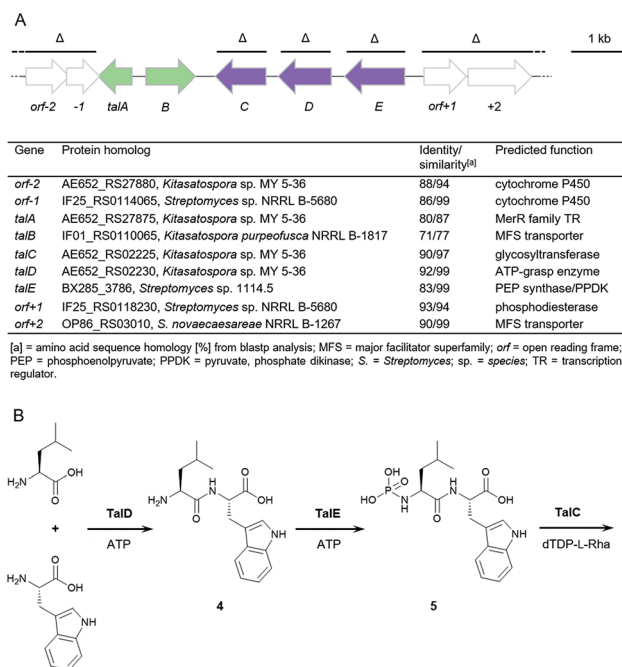 A
Δ Δ Δ Δ Δ 1 kb
orf-2 -1 talA B C D E orf+1 +2
Gene Protein homolog Identity/ similarity[a] Predicted function
orf-2 AE652_RS27880, Kitasatospora sp. MY 5-36 88/94 cytochrome P450
orf-1 IF25_RS0114065, Streptomyces sp. NRRL B-5680 86/99 cytochrome P450
talA AE652_RS27875, Kitasatospora sp. MY 5-36 80/87 MerR family TR
talB IF01_RS0110065, Kitasatospora purpeofusca NRRL B-1817 71/77 MFS transporter
talC AE652_RS02225, Kitasatospora sp. MY 5-36 90/97 glycosyltransferase
talD AE652_RS02230, Kitasatospora sp. MY 5-36 92/99 ATP-grasp enzyme
talE BX285_3786, Streptomyces sp. 1114.5 83/99 PEP synthase/PPDK
orf+1 IF25_RS0118230, Streptomyces sp. NRRL B-5680 93/94 phosphodiesterase
orf+2 OP86_RS03010, S. novaecaesareae NRRL B-1267 90/99 MFS transporter
[a] = amino acid sequence homology [%] from blastp analysis; MFS = major facilitator superfamily; orf = open reading frame;
PEP = phosphoenolpyruvate; PPDK = pyruvate, phosphate dikinase; S. = Streptomyces; sp. = species; TR = transcription
regulator.
B
H2N O OH
+
H2N O OH NH
TalD
ATP
H2N O H N O OH NH
4
TalE
ATP
OH HO P O N H O H N O OH NH
5
TalC
dTDP-L-Rha